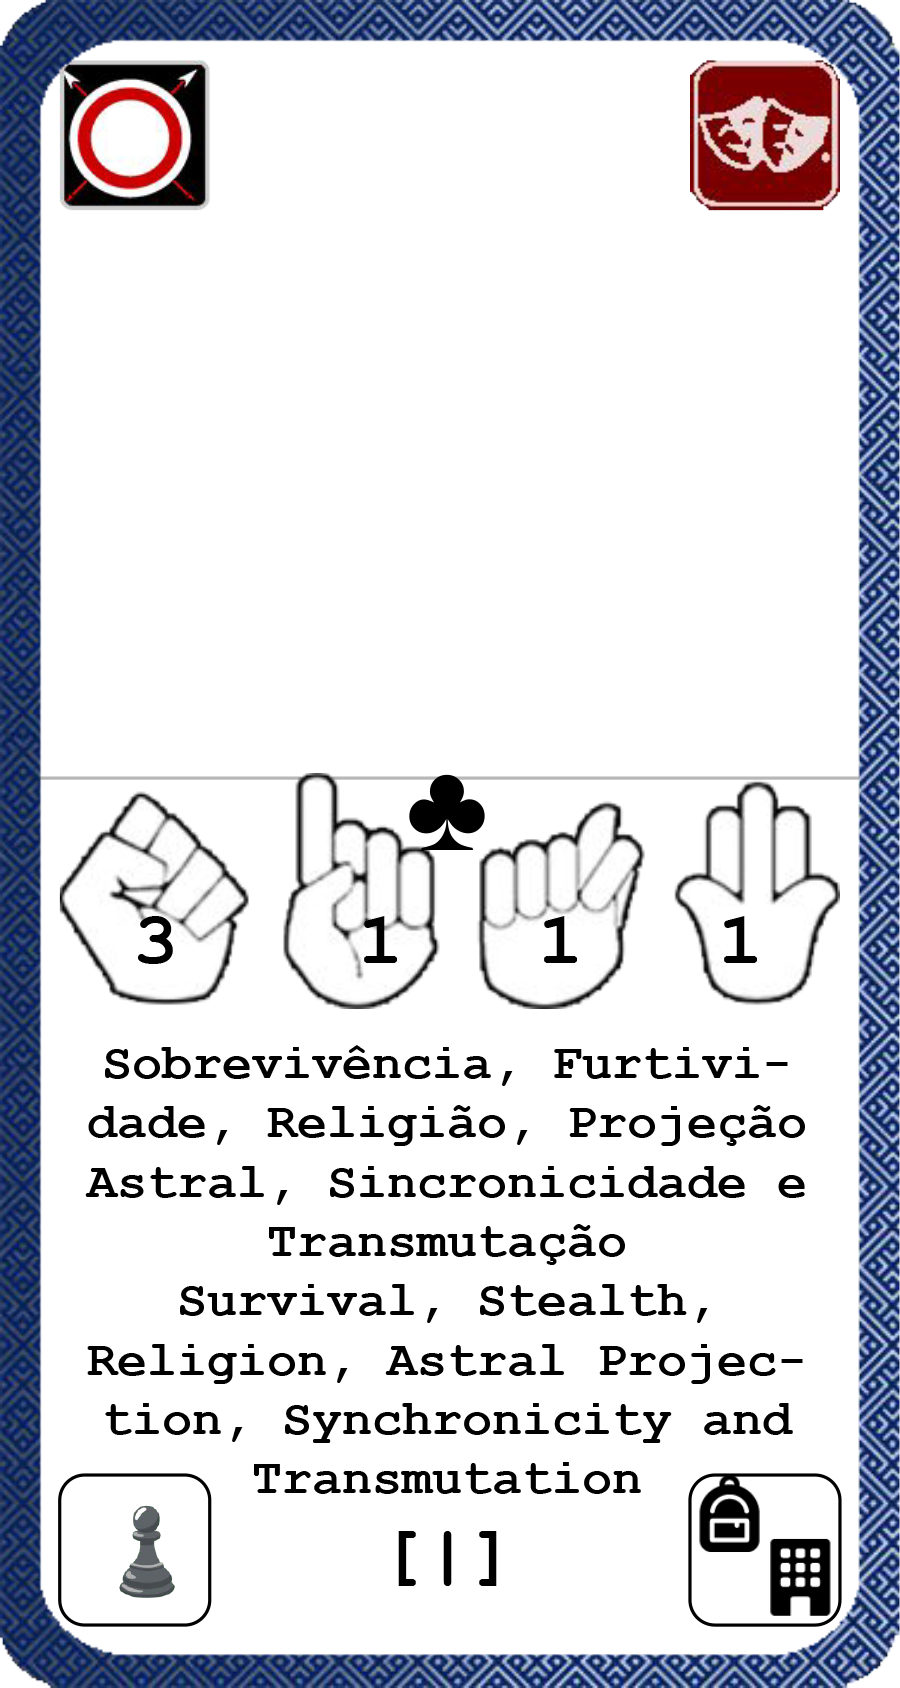 3 1 1 1
Sobrevivência, Furtivi-
dade, Religião, Projeção
Astral, Sincronicidade e
Transmutação
Survival, Stealth,
Religion, Astral Projec-
tion, Synchronicity and
Transmutation
[|]